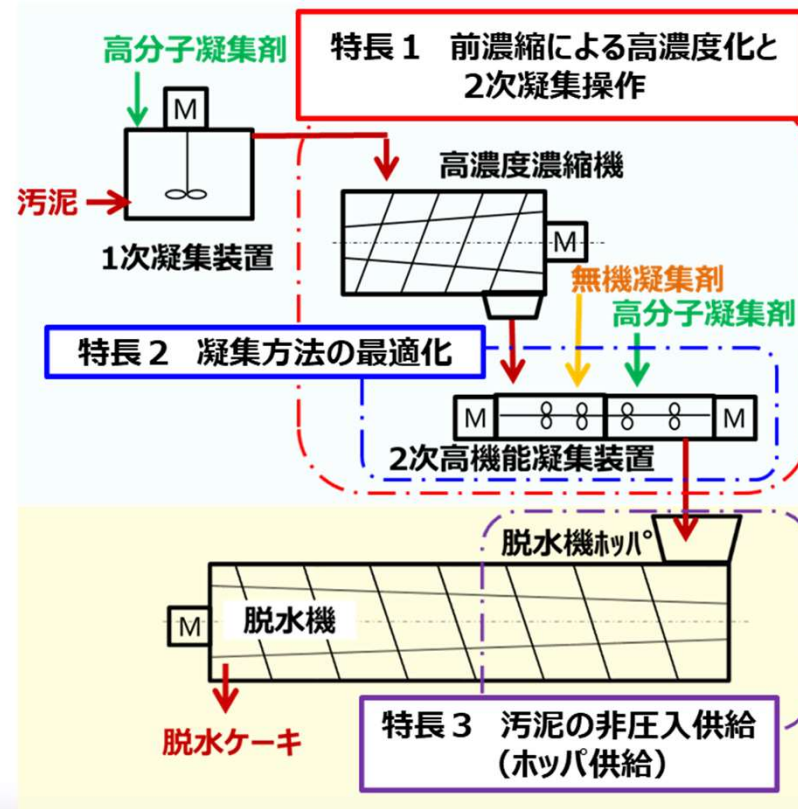 特長１　前濃縮による高濃度化と
2次凝集操作
高分子凝集剤
M
汚泥
1次凝集装置
高濃度濃縮機
M
無機凝集剤
高分子凝集剤
特長２　凝集方法の最適化
M
M
2次高機能凝集装置
脱水機ﾎｯﾊﾟ
M
脱水機
脱水ケーキ
特長３　汚泥の非圧入供給
（ホッパ供給）